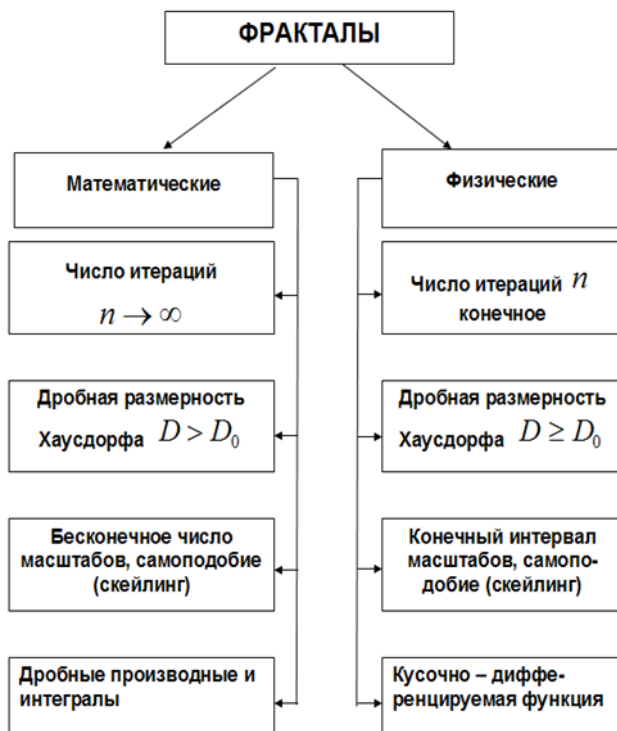 ФРАКТАЛЫ
Математические
Число итераций
n → ∞
Дробная размерность
Хаусдорфа D > D₀
Бесконечное число
масштабов, самоподобие
(скейлинг)
Дробные производные и
интегралы
Физические
Число итераций n
конечное
Дробная размерность
Хаусдорфа D ≥ D₀
Конечный интервал
масштабов, самопо-
добие (скейлинг)
Кусочно – диффе-
ренцируемая функция